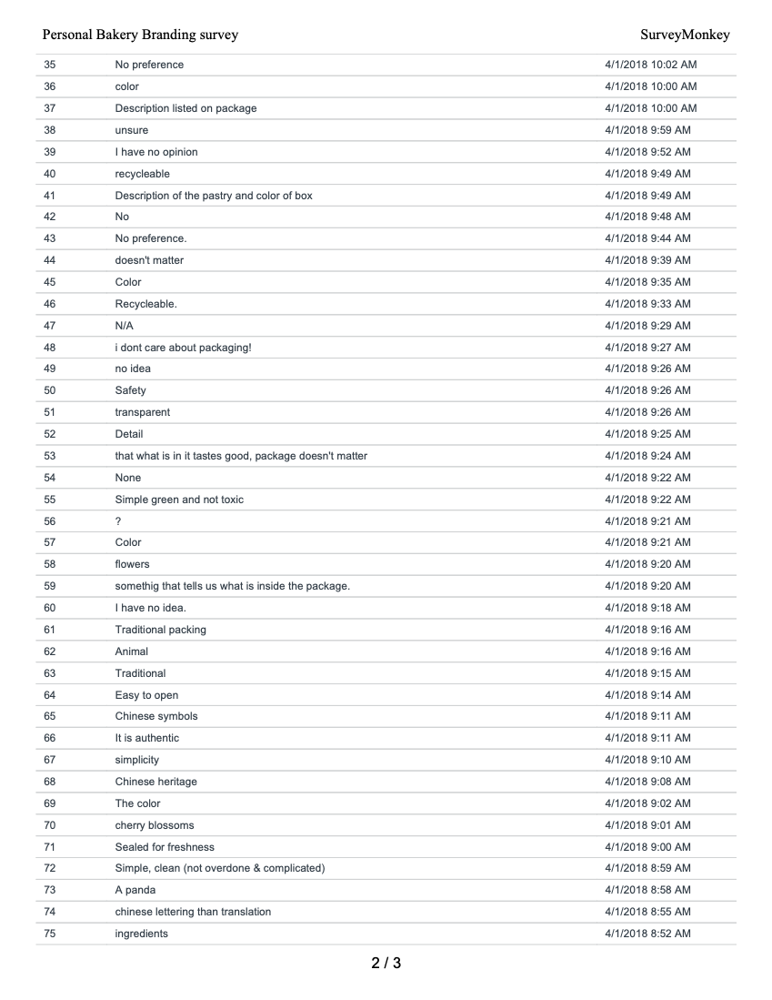 Personal Bakery Branding survey SurveyMonkey
35 No preference 4/1/2018 10:02 AM
36 color 4/1/2018 10:00 AM
37 Description listed on package 4/1/2018 10:00 AM
38 unsure 4/1/2018 9:59 AM
39 I have no opinion 4/1/2018 9:52 AM
40 recycleable 4/1/2018 9:49 AM
41 Description of the pastry and color of box 4/1/2018 9:49 AM
42 No 4/1/2018 9:48 AM
43 No preference. 4/1/2018 9:44 AM
44 doesn't matter 4/1/2018 9:39 AM
45 Color 4/1/2018 9:35 AM
46 Recycleable. 4/1/2018 9:33 AM
47 N/A 4/1/2018 9:29 AM
48 i dont care about packaging! 4/1/2018 9:27 AM
49 no idea 4/1/2018 9:26 AM
50 Safety 4/1/2018 9:26 AM
51 transparent 4/1/2018 9:26 AM
52 Detail 4/1/2018 9:25 AM
53 that what is in it tastes good, package doesn't matter 4/1/2018 9:24 AM
54 None 4/1/2018 9:22 AM
55 Simple green and not toxic 4/1/2018 9:22 AM
56 ? 4/1/2018 9:21 AM
57 Color 4/1/2018 9:21 AM
58 flowers 4/1/2018 9:20 AM
59 somethig that tells us what is inside the package. 4/1/2018 9:20 AM
60 I have no idea. 4/1/2018 9:18 AM
61 Traditional packing 4/1/2018 9:16 AM
62 Animal 4/1/2018 9:16 AM
63 Traditional 4/1/2018 9:15 AM
64 Easy to open 4/1/2018 9:14 AM
65 Chinese symbols 4/1/2018 9:11 AM
66 It is authentic 4/1/2018 9:11 AM
67 simplicity 4/1/2018 9:10 AM
68 Chinese heritage 4/1/2018 9:08 AM
69 The color 4/1/2018 9:02 AM
70 cherry blossoms 4/1/2018 9:01 AM
71 Sealed for freshness 4/1/2018 9:00 AM
72 Simple, clean (not overdone & complicated) 4/1/2018 8:59 AM
73 A panda 4/1/2018 8:58 AM
74 chinese lettering than translation 4/1/2018 8:55 AM
75 ingredients 4/1/2018 8:52 AM
2 / 3